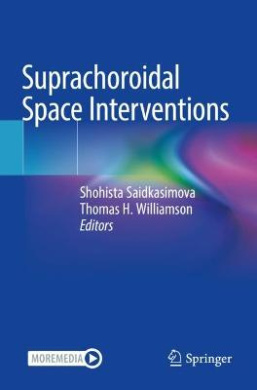 Suprachoroidal
Space Interventions
Shohista Saidkasimova
Thomas H. Williamson
Editors
MOREMEDIA
Springer